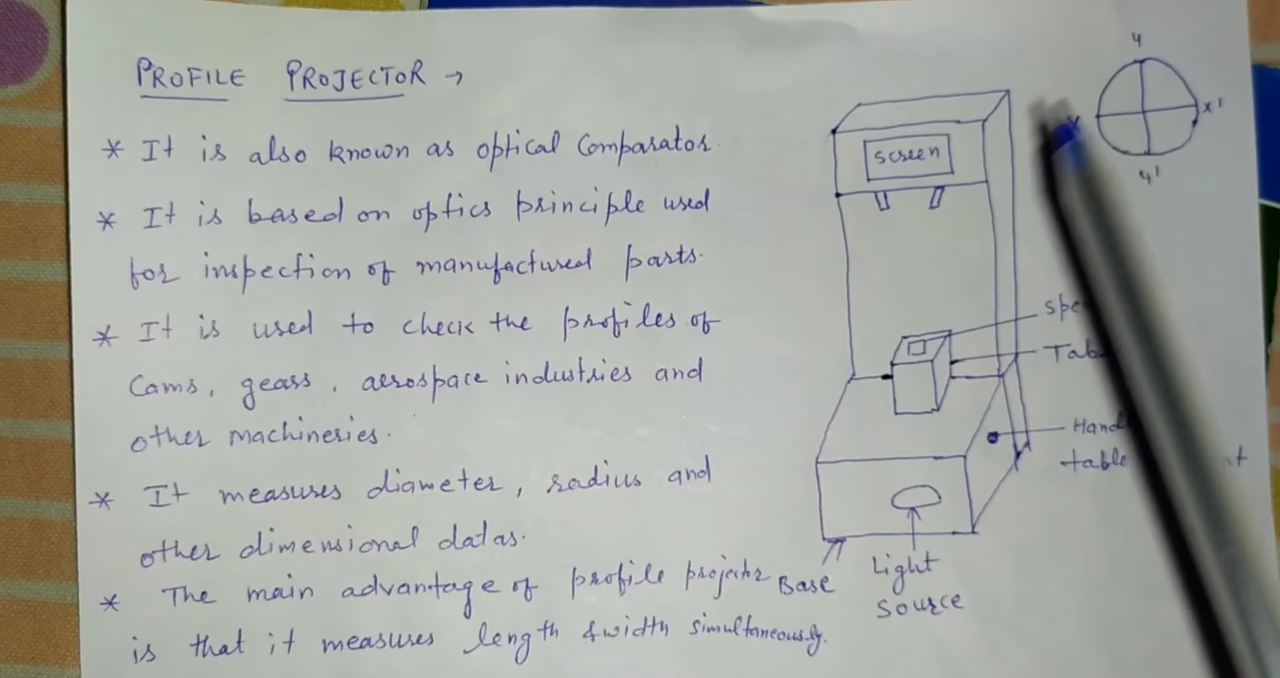 PROFILE PROJECTOR →
* It is also known as optical Comparator.
* It is based on optics principle used
for inspection of manufactured parts.
* It is used to check the profiles of
Cams, gears, aerospace industries and
other machineries.
* It measures diameter, radius and
other dimensional datas.
* The main advantage of profile projector
is that it measures length & width simultaneously.
y
x'
y'
Screen
Base
Light
Source